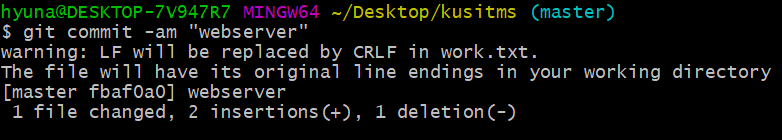 hyuna@DESKTOP-7V947R7 MINGW64 ~/Desktop/kusitms (master)
$ git commit -am "webserver"
warning: LF will be replaced by CRLF in work.txt.
The file will have its original line endings in your working directory
[master fbaf0a0] webserver
 1 file changed, 2 insertions(+), 1 deletion(-)